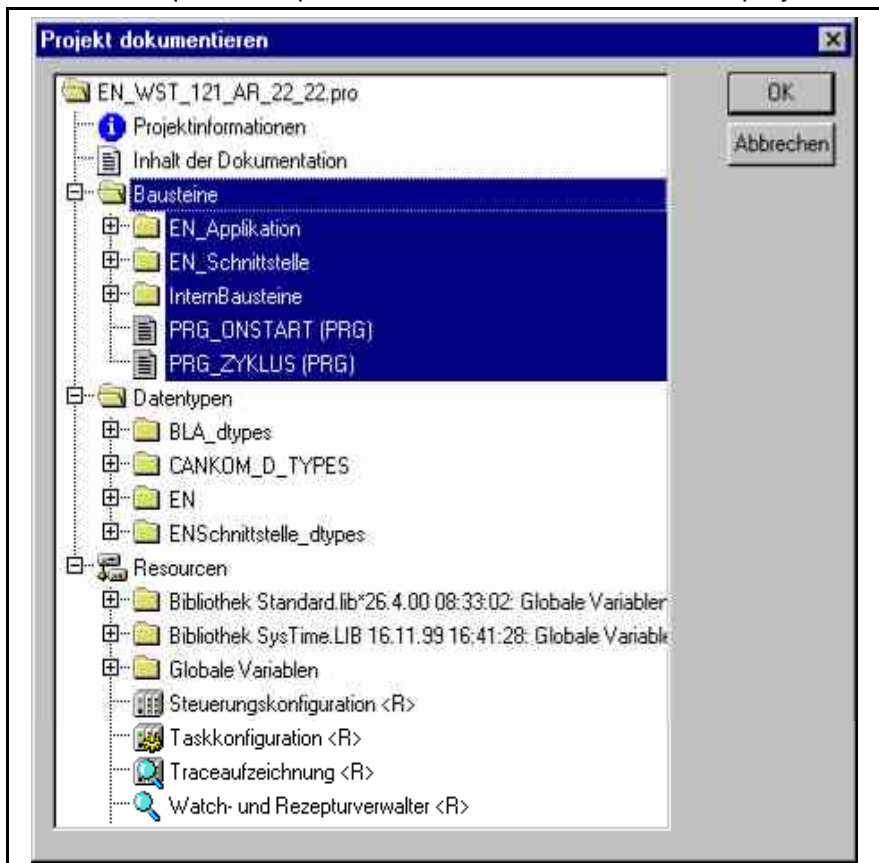 Projekt dokumentieren
EN_WST_121_AR_22_22.pro
OK
Projektinformationen
Abbrechen
Inhalt der Dokumentation
Bausteine
EN_Applikation
EN_Schnittstelle
InternBausteine
PRG_ONSTART (PRG)
PRG_ZYKLUS (PRG)
Datentypen
BLA_dtypes
CANKOM_D_TYPES
EN
ENSchnittstelle_dtypes
Resourcen
Bibliothek Standard.lib*26.4.00 08:33:02: Globale Variablen
Bibliothek SysTime.LIB 16.11.99 16:41:28: Globale Variable
Globale Variablen
Steuerungskonfiguration <R>
Taskkonfiguration <R>
Traceaufzeichnung <R>
Watch- und Rezepturverwalter <R>